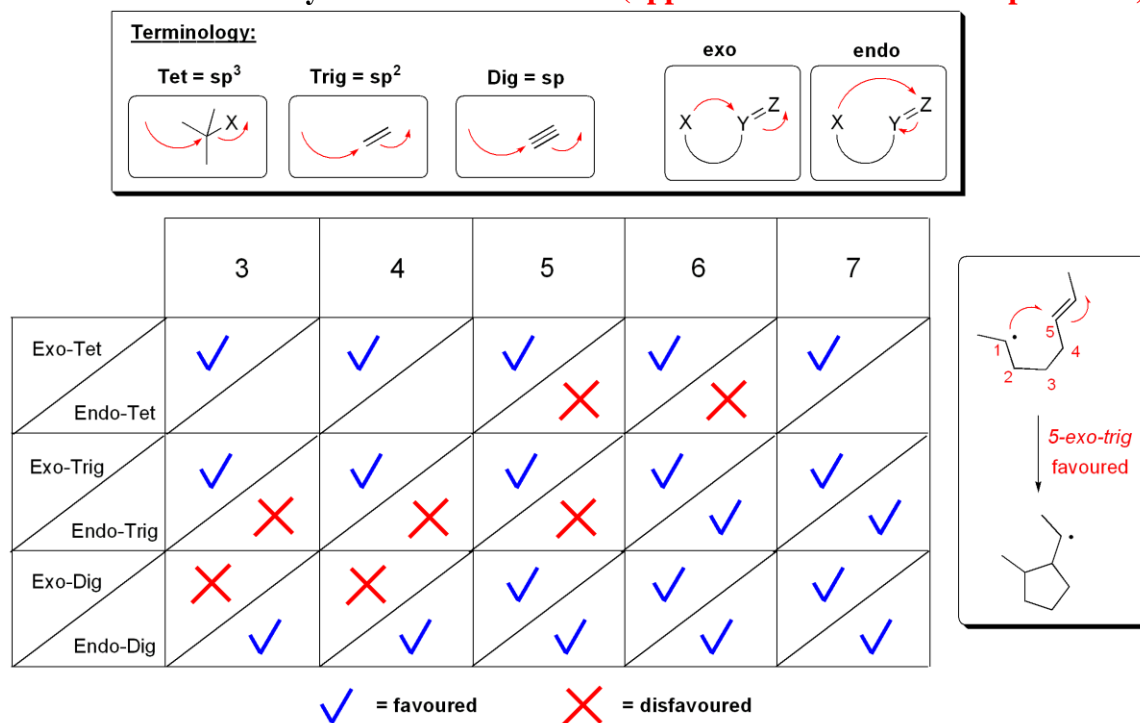 Terminology:
Tet = sp³
Trig = sp²
Dig = sp
exo
endo
X
X
Y
Z
X
Y
Z
3
4
5
6
7
Exo-Tet
Endo-Tet
Exo-Trig
Endo-Trig
Exo-Dig
Endo-Dig
1
2
3
4
5
5-exo-trig
favoured
= favoured
= disfavoured